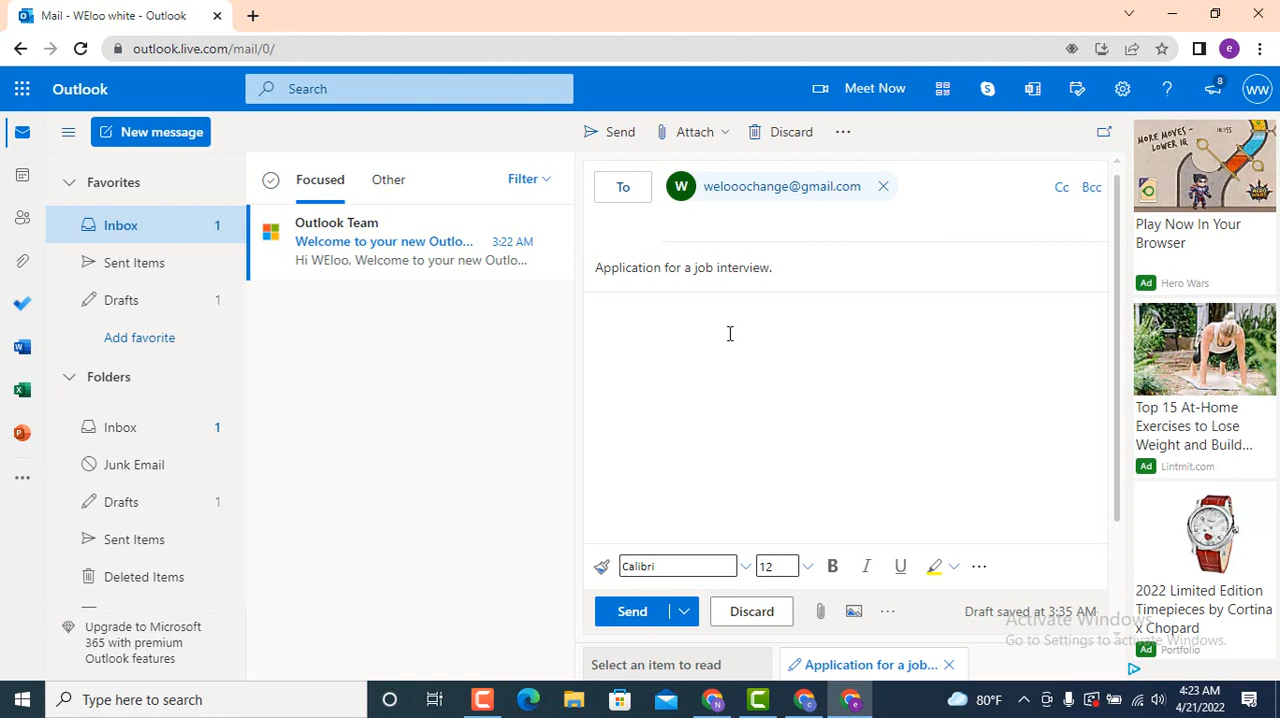 Mail - WEloo white - Outlook
outlook.live.com/mail/0/
e
Outlook
Search
Meet Now
8
WW
New message
Send
Attach
Discard
Favorites
Inbox 1
Sent Items
Drafts 1
Add favorite
Folders
Inbox 1
Junk Email
Drafts 1
Sent Items
Deleted Items
Upgrade to Microsoft
365 with premium
Outlook features
Focused
Other
Filter
Outlook Team
Welcome to your new Outlo... 3:22 AM
Hi WEloo, Welcome to your new Outlo...
To
W
welooochange@gmail.com
Cc
Bcc
Application for a job interview.
Calibri
12
B
I
U
Send
Discard
Draft saved at 3:35 AM
Select an item to read
Application for a job...
MORE MOVES -
LOWER IQ
Play Now In Your
Browser
Ad Hero Wars
Top 15 At-Home
Exercises to Lose
Weight and Build...
Ad Lintmit.com
2022 Limited Edition
Timepieces by Cortina
x Chopard
Ad Portfolio
Activate Windows
Go to Settings to activate Windows.
Type here to search
N
c
e
80°F
4:23 AM
4/21/2022